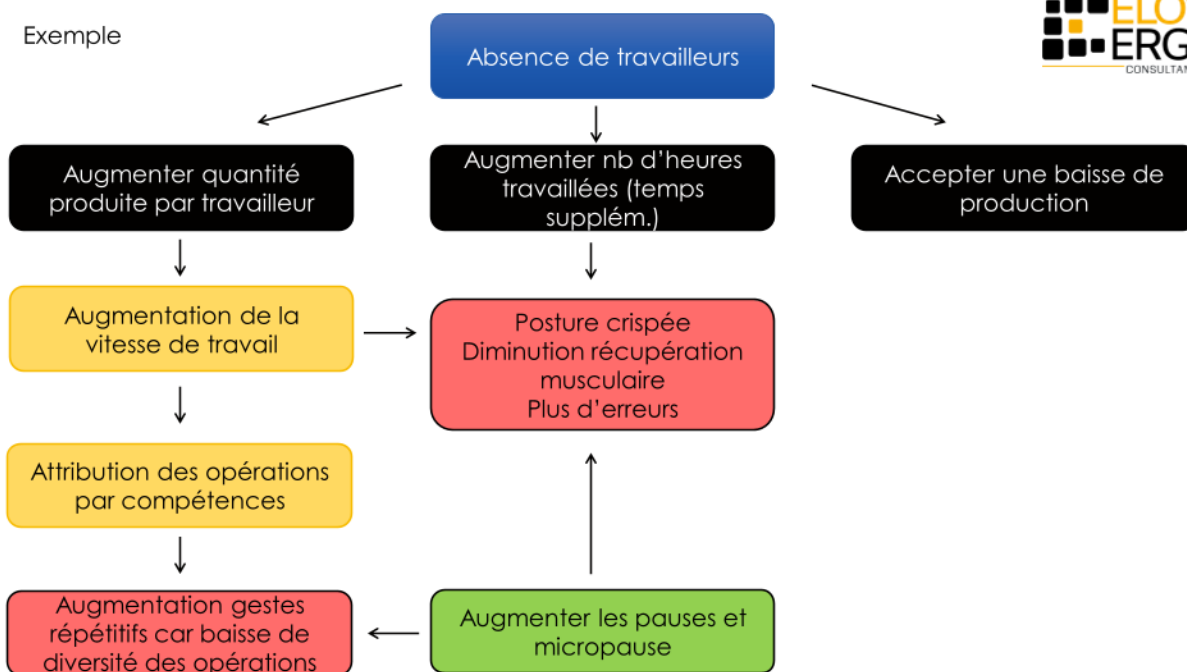 Exemple
ELO
ERG
CONSULTAN
Absence de travailleurs
Augmenter quantité
produite par travailleur
Augmenter nb d'heures
travaillées (temps
supplém.)
Accepter une baisse de
production
Augmentation de la
vitesse de travail
Posture crispée
Diminution récupération
musculaire
Plus d'erreurs
Attribution des opérations
par compétences
Augmentation gestes
répétitifs car baisse de
diversité des opérations
Augmenter les pauses et
micropause